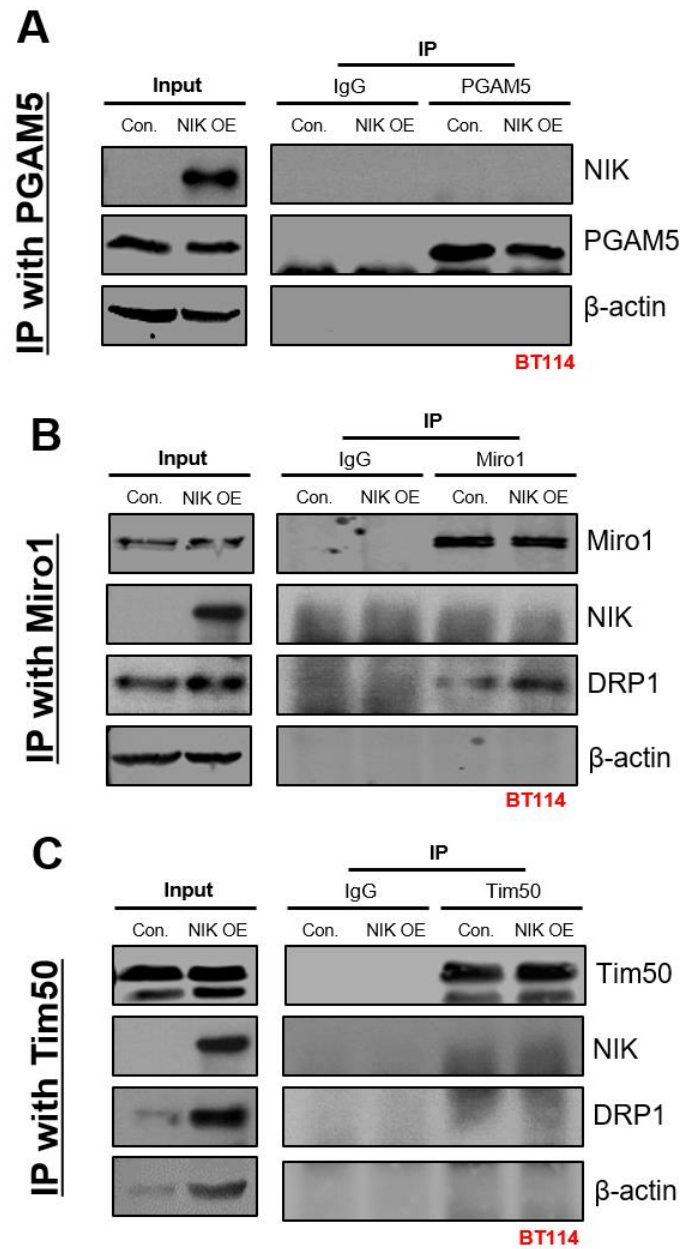 A
IP with PGAM5
IP
Input
IgG
PGAM5
Con.
NIK OE
Con.
NIK OE
Con.
NIK OE
NIK
PGAM5
β-actin
BT114
B
IP with Miro1
IP
Input
IgG
Miro1
Con.
NIK OE
Con.
NIK OE
Con.
NIK OE
Miro1
NIK
DRP1
β-actin
BT114
C
IP with Tim50
IP
Input
IgG
Tim50
Con.
NIK OE
Con.
NIK OE
Con.
NIK OE
Tim50
NIK
DRP1
β-actin
BT114